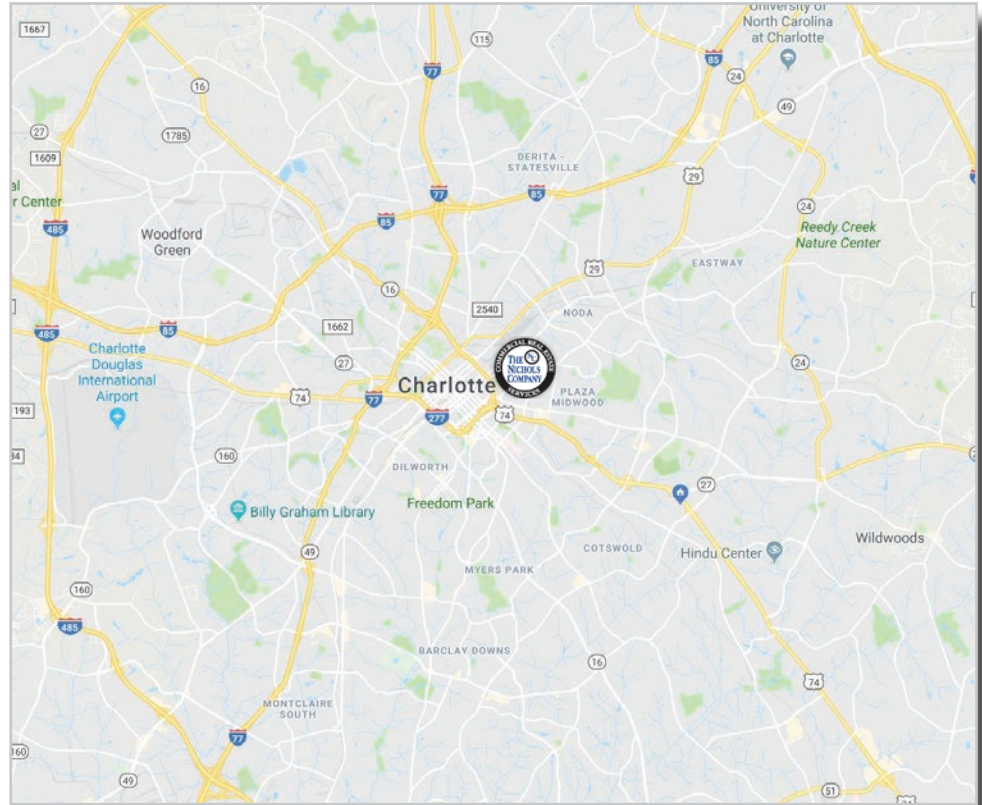 1667
115
77
85
University of
North Carolina
at Charlotte
24
49
16
27
1785
1609
DERITA -
STATESVILLE
29
77
85
r Center
485
85
24
Woodford
Green
Reedy Creek
Nature Center
EASTWAY
29
16
2540
NODA
485
85
1662
27
COMMERCIAL REAL ESTATE
THE
NICHOLS
COMPANY
SERVICES
Charlotte
Douglas
International
Airport
24
Charlotte
74
77
277
74
PLAZA
MIDWOOD
193
160
DILWORTH
27
Freedom Park
Billy Graham Library
49
COTSWOLD
Hindu Center
Wildwoods
MYERS PARK
160
485
BARCLAY DOWNS
16
74
MONTCLAIRE
SOUTH
77
49
51
74